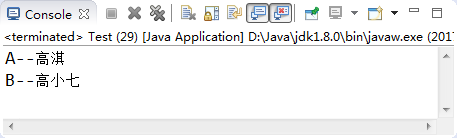 Console
<terminated> Test (29) [Java Application] D:\Java\jdk1.8.0\bin\javaw.exe (201
A--高淇
B--高小七